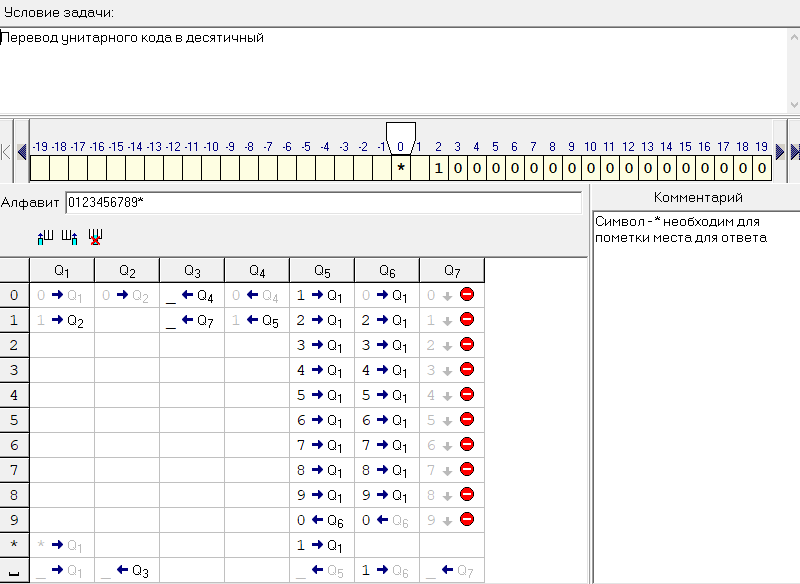 Условие задачи:
Перевод унитарного кода в десятичный
-19 -18 -17 -16 -15 -14 -13 -12 -11 -10 -9 -8 -7 -6 -5 -4 -3 -2 -1 0 1 2 3 4 5 6 7 8 9 10 11 12 13 14 15 16 17 18 19
* 1 0 0 0 0 0 0 0 0 0 0 0 0 0 0 0 0 0
Алфавит 0123456789*
Комментарий
Символ - * необходим для
пометки места для ответа
Q1 Q2 Q3 Q4 Q5 Q6 Q7
0 0 → Q1 0 → Q2 _ ← Q4 0 ← Q4 1 → Q1 0 → Q1 0 ↓
1 1 → Q2 _ ← Q7 1 ← Q5 2 → Q1 2 → Q1 1 ↓
2 3 → Q1 3 → Q1 2 ↓
3 4 → Q1 4 → Q1 3 ↓
4 5 → Q1 5 → Q1 4 ↓
5 6 → Q1 6 → Q1 5 ↓
6 7 → Q1 7 → Q1 6 ↓
7 8 → Q1 8 → Q1 7 ↓
8 9 → Q1 9 → Q1 8 ↓
9 0 ← Q6 0 ← Q6 9 ↓
* * → Q1 1 → Q1
_ → Q1 _ ← Q3 _ ← Q5 1 → Q6 _ ← Q7